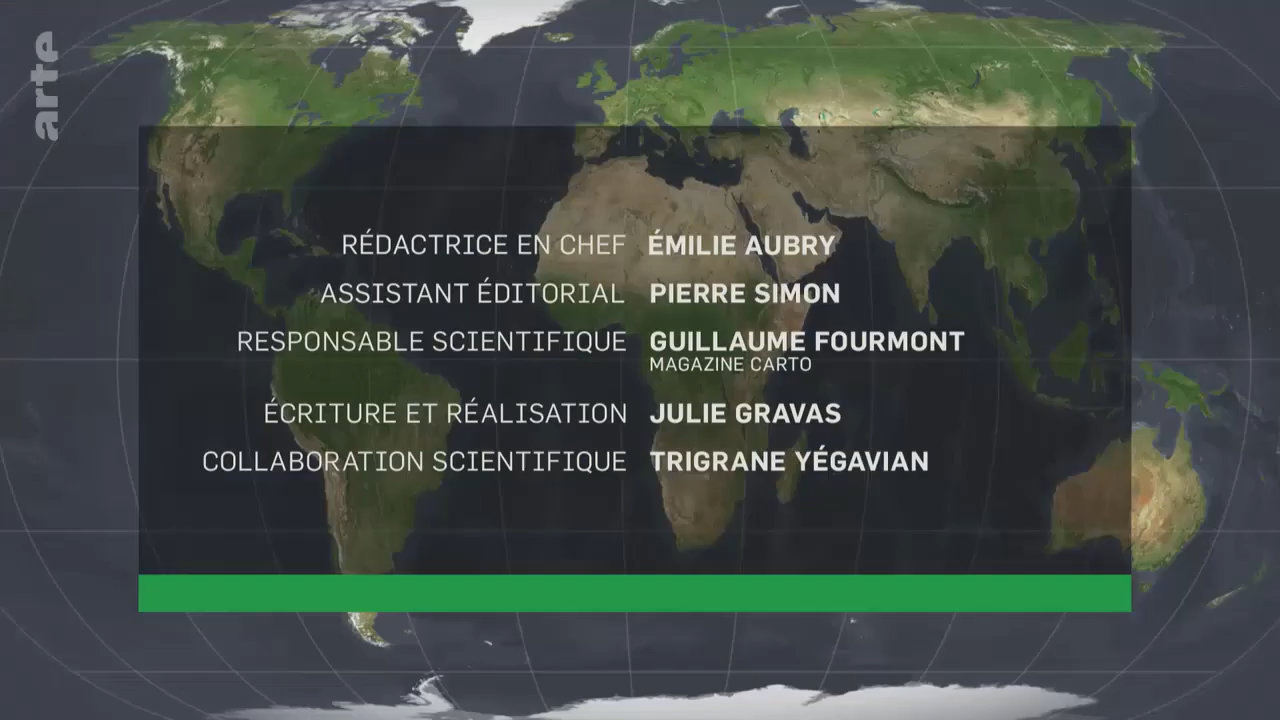 arte
RÉDACTRICE EN CHEF ÉMILIE AUBRY
ASSISTANT ÉDITORIAL PIERRE SIMON
RESPONSABLE SCIENTIFIQUE GUILLAUME FOURMONT
MAGAZINE CARTO
ÉCRITURE ET RÉALISATION JULIE GRAVAS
COLLABORATION SCIENTIFIQUE TRIGRANE YÉGAVIAN